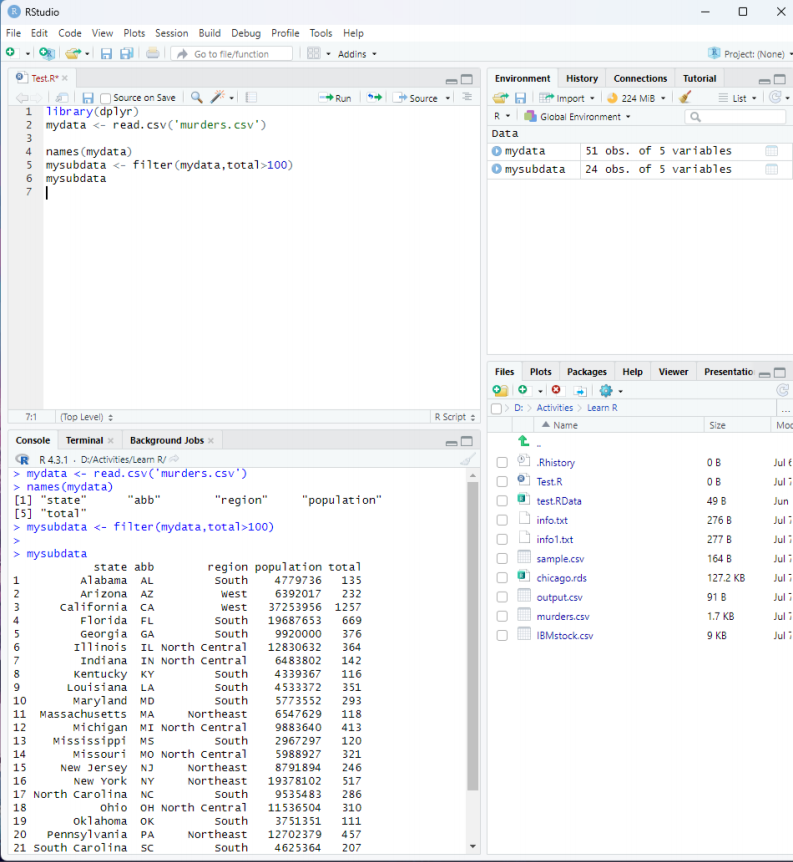 RStudio
File Edit Code View Plots Session Build Debug Profile Tools Help
Go to file/function Addins Project: (None)
Test.R*
Source on Save Run Source
1 library(dplyr)
2 mydata <- read.csv('murders.csv')
3
4 names(mydata)
5 mysubdata <- filter(mydata,total>100)
6 mysubdata
7
7:1 (Top Level) R Script
Console Terminal Background Jobs
R 4.3.1 · D:/Activities/Learn R/
> mydata <- read.csv('murders.csv')
> names(mydata)
[1] "state" "abb" "region" "population"
[5] "total"
> mysubdata <- filter(mydata,total>100)
>
> mysubdata
state abb region population total
1 Alabama AL South 4779736 135
2 Arizona AZ West 6392017 232
3 California CA West 37253956 1257
4 Florida FL South 19687653 669
5 Georgia GA South 9920000 376
6 Illinois IL North Central 12830632 364
7 Indiana IN North Central 6483802 142
8 Kentucky KY South 4339367 116
9 Louisiana LA South 4533372 351
10 Maryland MD South 5773552 293
11 Massachusetts MA Northeast 6547629 118
12 Michigan MI North Central 9883640 413
13 Mississippi MS South 2967297 120
14 Missouri MO North Central 5988927 321
15 New Jersey NJ Northeast 8791894 246
16 New York NY Northeast 19378102 517
17 North Carolina NC South 9535483 286
18 Ohio OH North Central 11536504 310
19 Oklahoma OK South 3751351 111
20 Pennsylvania PA Northeast 12702379 457
21 South Carolina SC South 4625364 207
Environment History Connections Tutorial
Import 224 MiB List
R Global Environment
Data
mydata 51 obs. of 5 variables
mysubdata 24 obs. of 5 variables
Files Plots Packages Help Viewer Presentatio
D: Activities Learn R ...
Name Size Mod
..
.Rhistory 0 B Jul 6
Test.R 0 B Jul 7
test.RData 49 B Jun
info.txt 276 B Jul 7
info1.txt 277 B Jul 7
sample.csv 164 B Jul 7
chicago.rds 127.2 KB Jul 7
output.csv 91 B Jul 7
murders.csv 1.7 KB Jul 7
IBMstock.csv 9 KB Jul 7